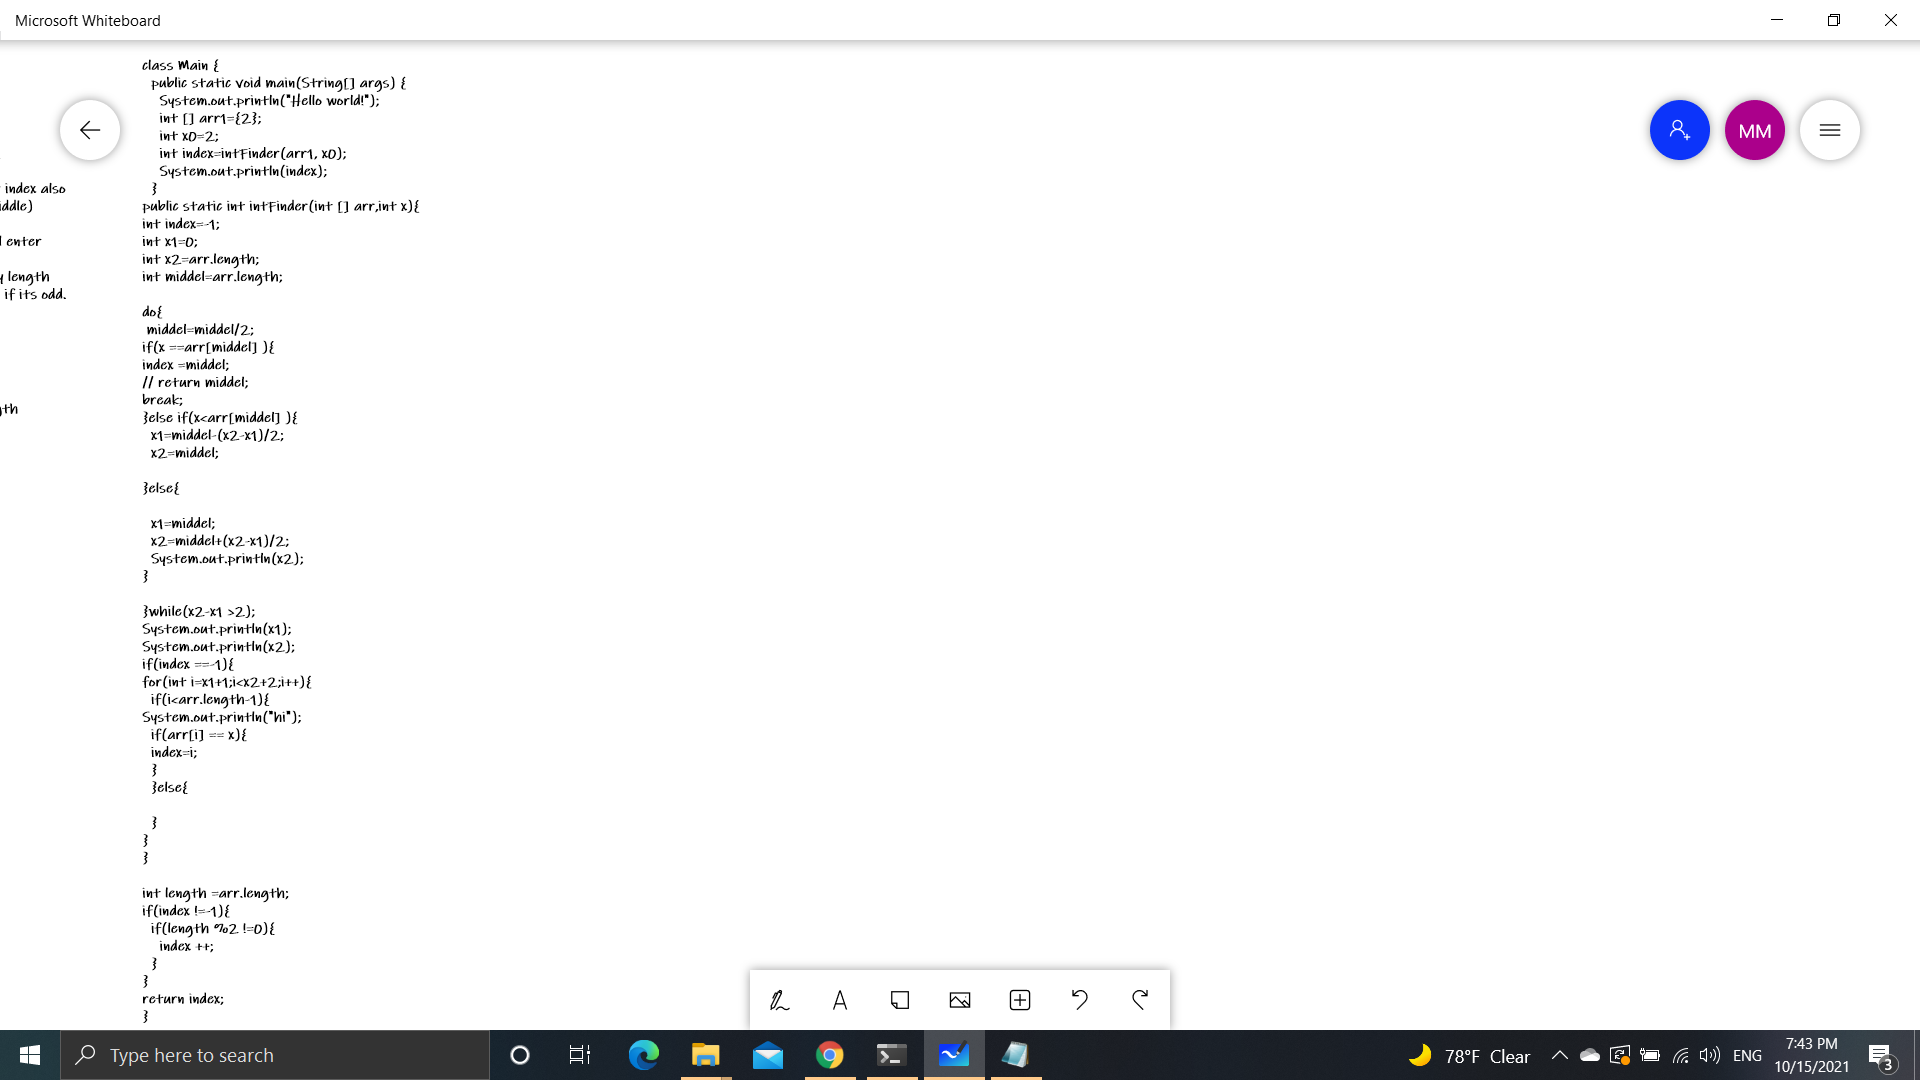 Microsoft Whiteboard
class Main {
public static void main(String[] args) {
System.out.println("Hello world!");
int [] arr1={2};
int x0=2;
int index=intFinder(arr1, x0);
System.out.println(index);
}
public static int intFinder(int [] arr,int x){
int index=-1;
int x1=0;
int x2=arr.length;
int middel=arr.length;
do{
middel=middel/2;
if(x ==arr[middel] ){
index =middel;
// return middel;
break;
}else if(x<arr[middel] ){
x1=middel-(x2-x1)/2;
x2=middel;
}else{
x1=middel;
x2=middel+(x2-x1)/2;
System.out.println(x2);
}
}while(x2-x1 >2);
System.out.println(x1);
System.out.println(x2);
if(index ==-1){
for(int i=x1+1;i<x2+2;i++){
if(i<arr.length-1){
System.out.println("hi");
if(arr[i] == x){
index=i;
}
}else{
}
}
}
int length =arr.length;
if(index !=-1){
if(length %2 !=0){
index ++;
}
}
return index;
}
index also
iddle)
enter
length
if its odd.
gth
MM
Type here to search
78°F Clear
ENG
7:43 PM
10/15/2021
3